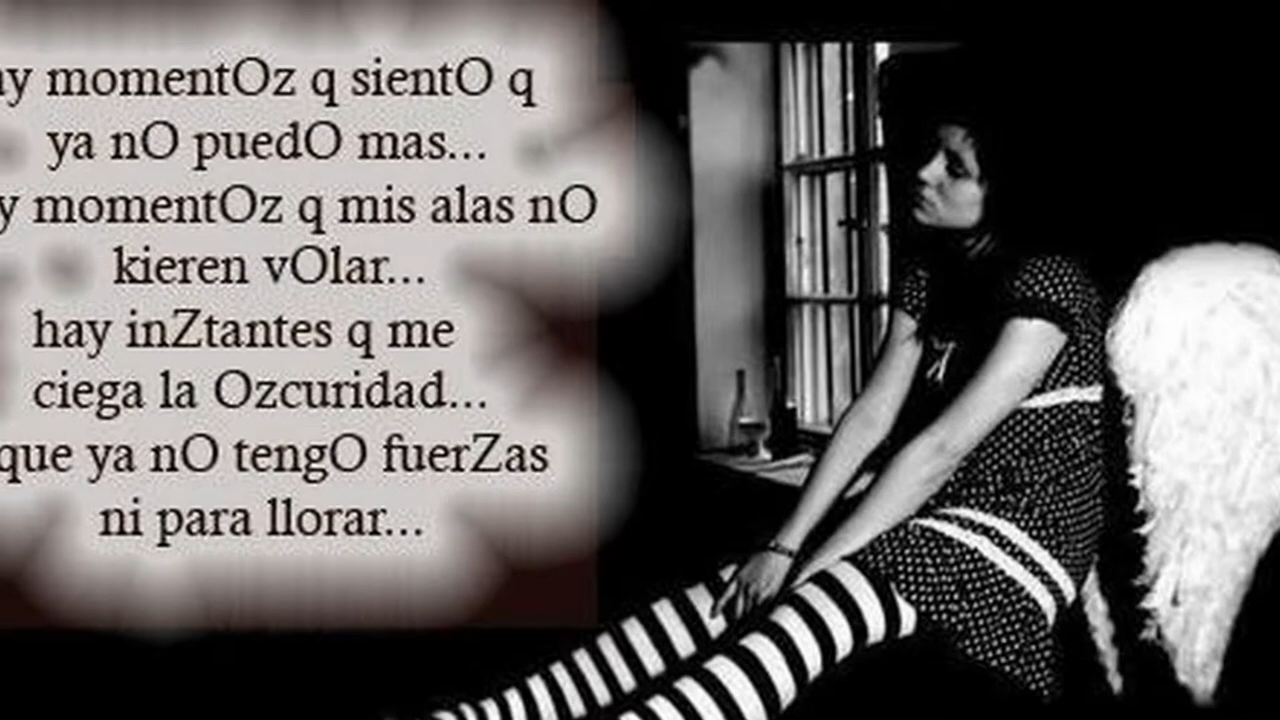 momentOz q sientO q
ya nO puedO mas...
momentOz q mis alas nO
kieren vOlar...
hay inZtantes q me
ciega la Ozcuridad...
que ya nO tengO fuerZas
ni para llorar...